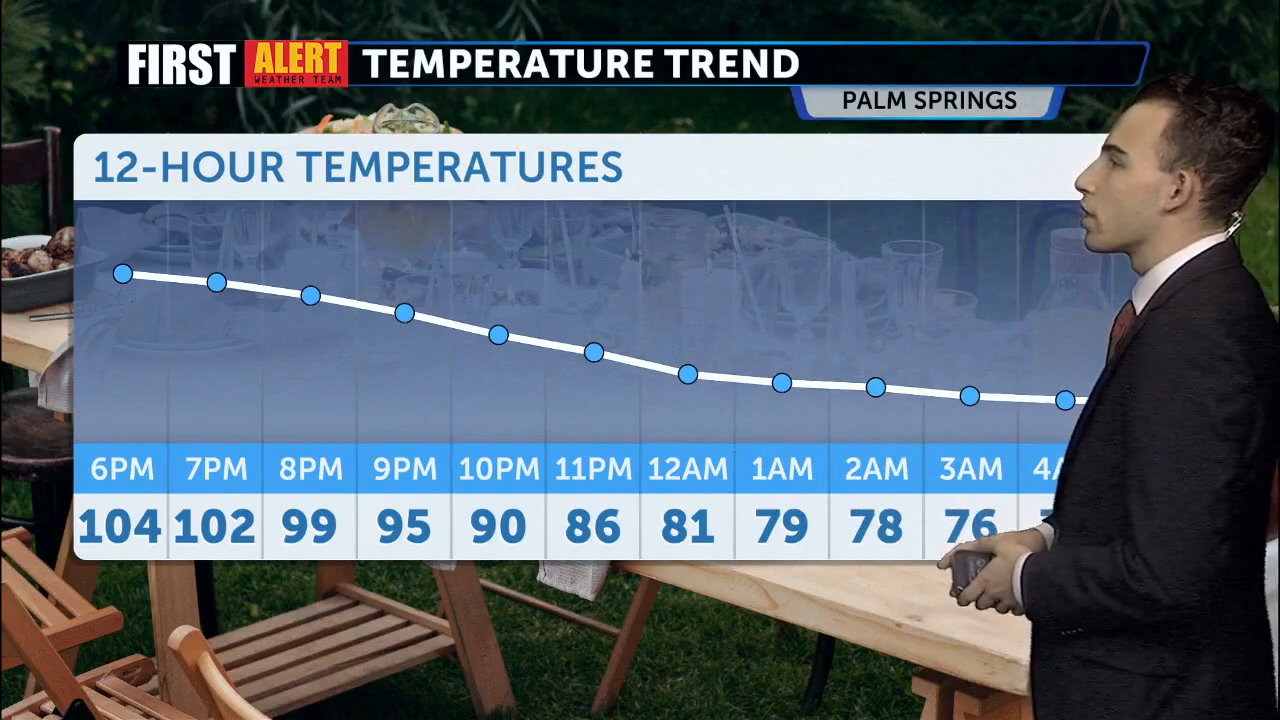 FIRST ALERT TEMPERATURE TREND
WEATHER TEAM
PALM SPRINGS
12-HOUR TEMPERATURES
6PM 7PM 8PM 9PM 10PM 11PM 12AM 1AM 2AM 3AM
104 102 99 95 90 86 81 79 78 76